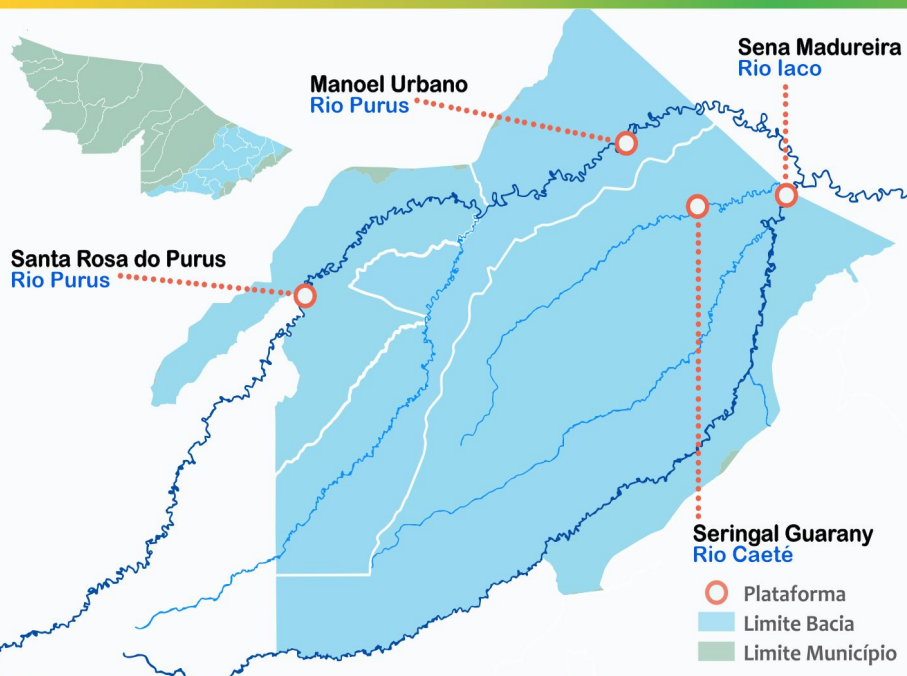 Sena Madureira
Rio Iaco
Manoel Urbano
Rio Purus
Santa Rosa do Purus
Rio Purus
Seringal Guarany
Rio Caeté
Plataforma
Limite Bacia
Limite Município